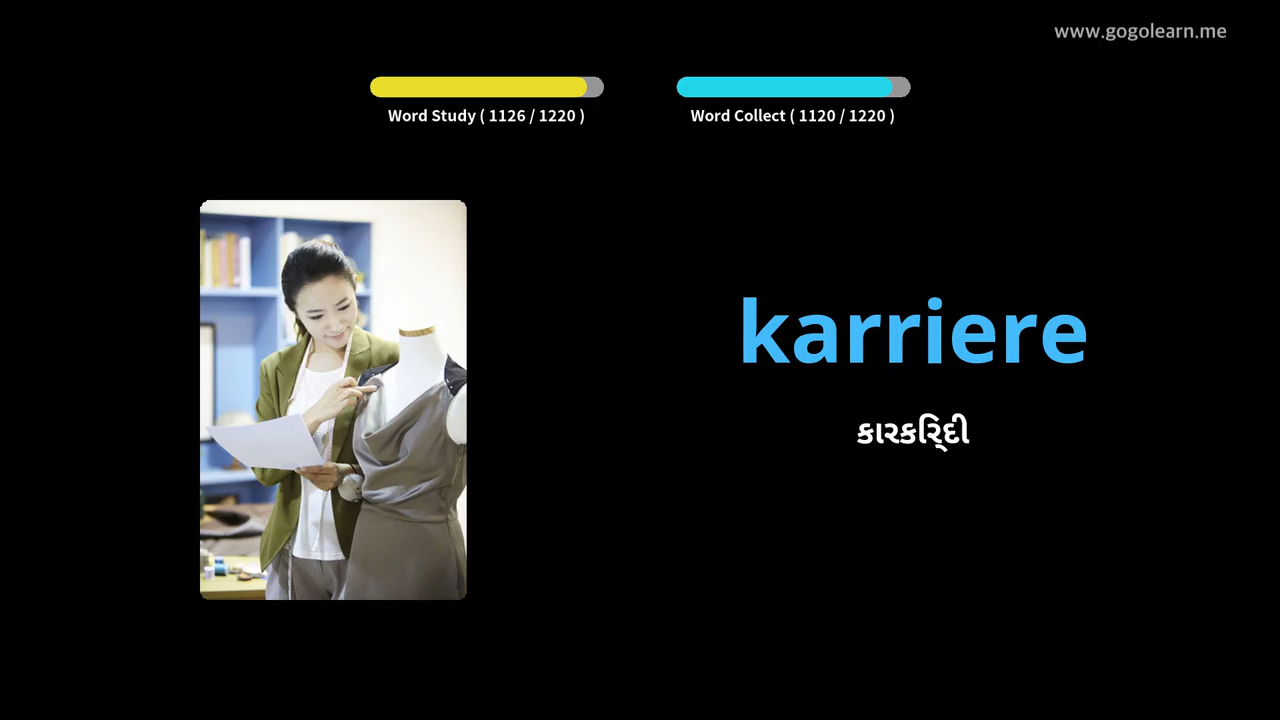 www.gogolearn.me
Word Study ( 1126 / 1220 )
Word Collect ( 1120 / 1220 )
karriere
કારકિર્દી